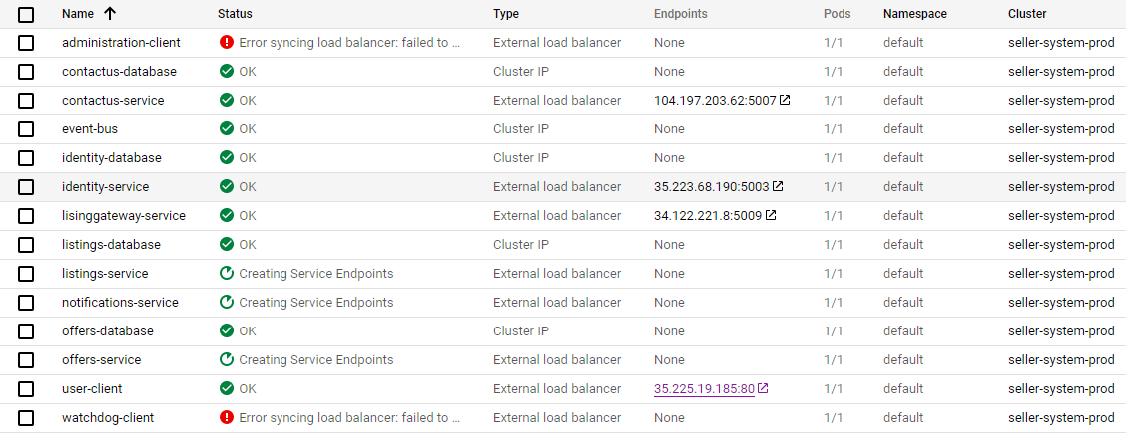 Name Status Type Endpoints Pods Namespace Cluster
administration-client Error syncing load balancer: failed to ... External load balancer None 1/1 default seller-system-prod
contactus-database OK Cluster IP None 1/1 default seller-system-prod
contactus-service OK External load balancer 104.197.203.62:5007 1/1 default seller-system-prod
event-bus OK Cluster IP None 1/1 default seller-system-prod
identity-database OK Cluster IP None 1/1 default seller-system-prod
identity-service OK External load balancer 35.223.68.190:5003 1/1 default seller-system-prod
lisinggateway-service OK External load balancer 34.122.221.8:5009 1/1 default seller-system-prod
listings-database OK Cluster IP None 1/1 default seller-system-prod
listings-service Creating Service Endpoints External load balancer None 1/1 default seller-system-prod
notifications-service Creating Service Endpoints External load balancer None 1/1 default seller-system-prod
offers-database OK Cluster IP None 1/1 default seller-system-prod
offers-service Creating Service Endpoints External load balancer None 1/1 default seller-system-prod
user-client OK External load balancer 35.225.19.185:80 1/1 default seller-system-prod
watchdog-client Error syncing load balancer: failed to ... External load balancer None 1/1 default seller-system-prod